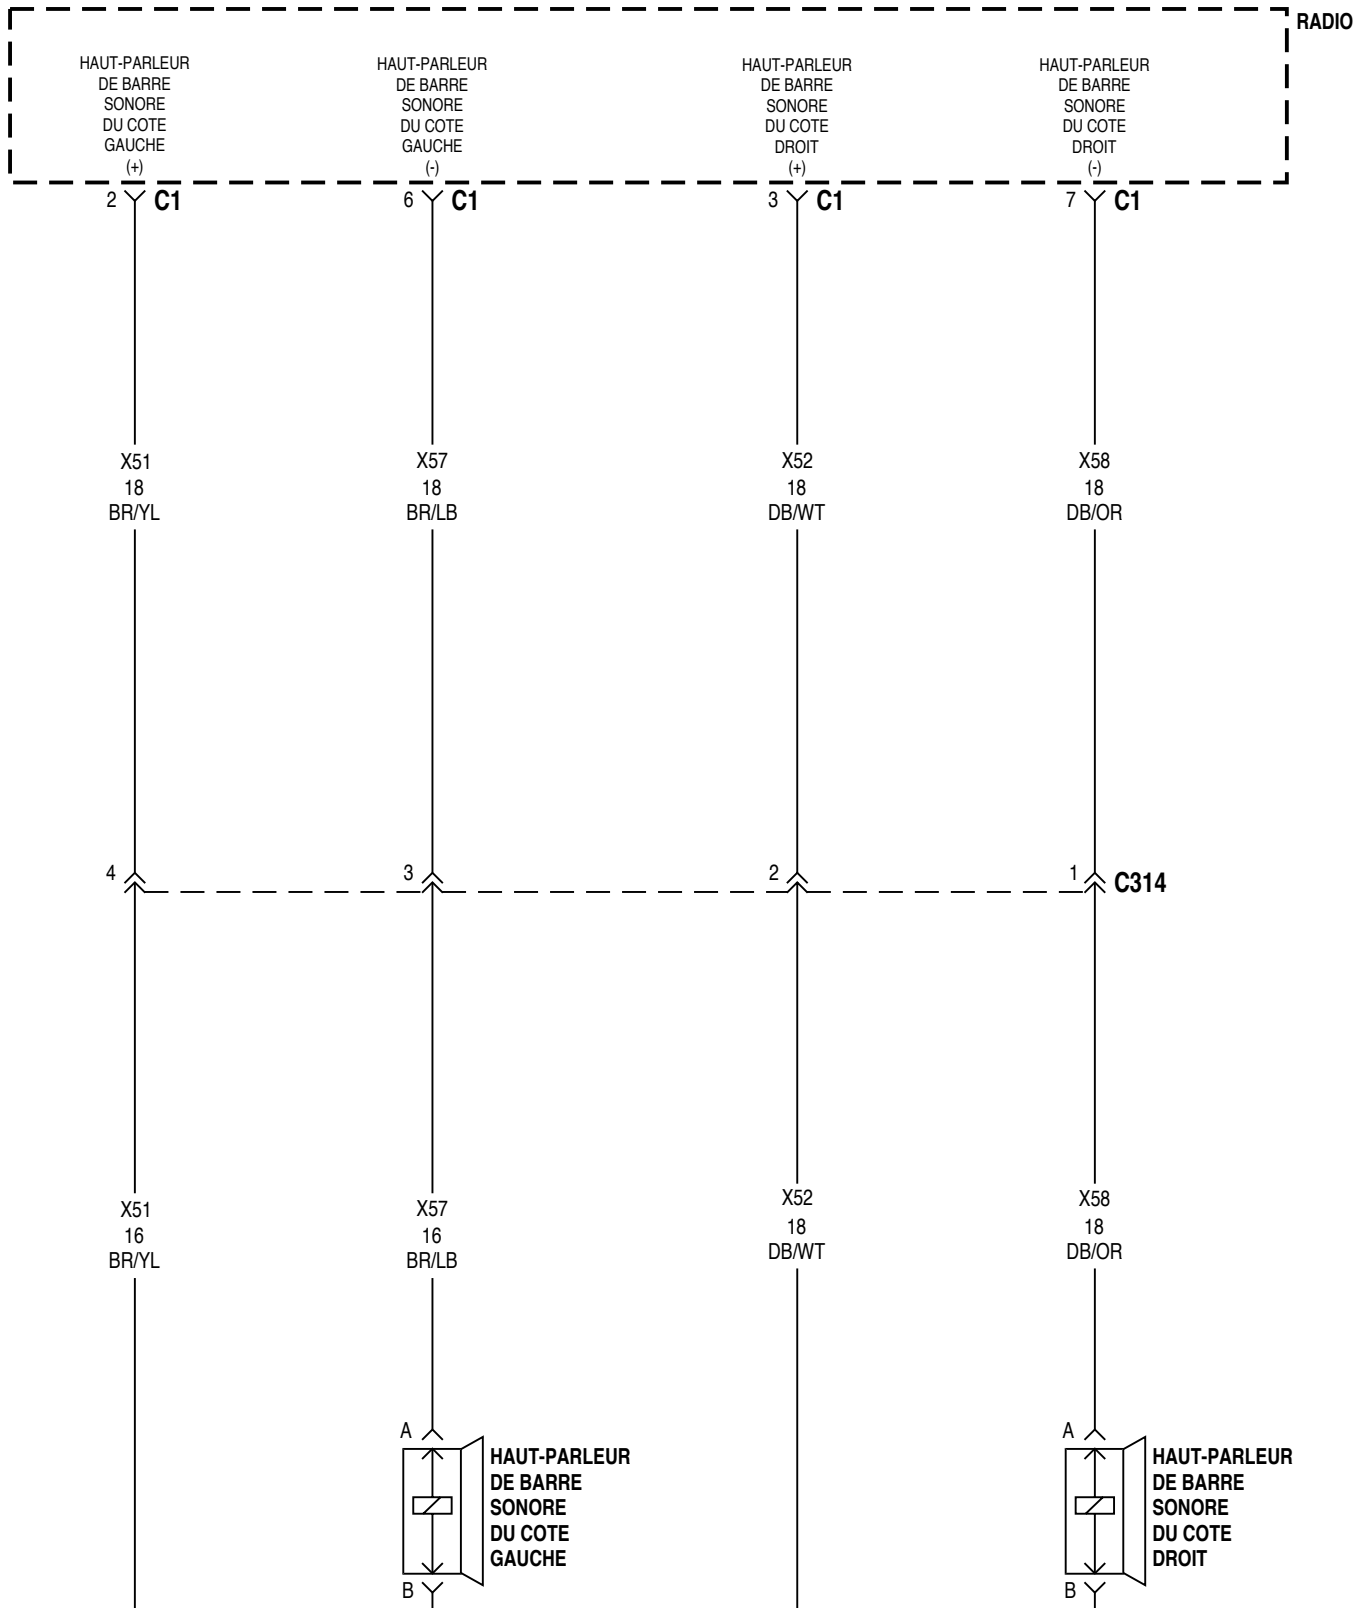 RADIO
HAUT-PARLEUR
DE BARRE
SONORE
DU COTE
GAUCHE
(+)
HAUT-PARLEUR
DE BARRE
SONORE
DU COTE
GAUCHE
(-)
HAUT-PARLEUR
DE BARRE
SONORE
DU COTE
DROIT
(+)
HAUT-PARLEUR
DE BARRE
SONORE
DU COTE
DROIT
(-)
2 C1
6 C1
3 C1
7 C1
X51
18
BR/YL
X57
18
BR/LB
X52
18
DB/WT
X58
18
DB/OR
4
3
2
1 C314
X51
16
BR/YL
X57
16
BR/LB
X52
18
DB/WT
X58
18
DB/OR
A
HAUT-PARLEUR
DE BARRE
SONORE
DU COTE
GAUCHE
B
A
HAUT-PARLEUR
DE BARRE
SONORE
DU COTE
DROIT
B